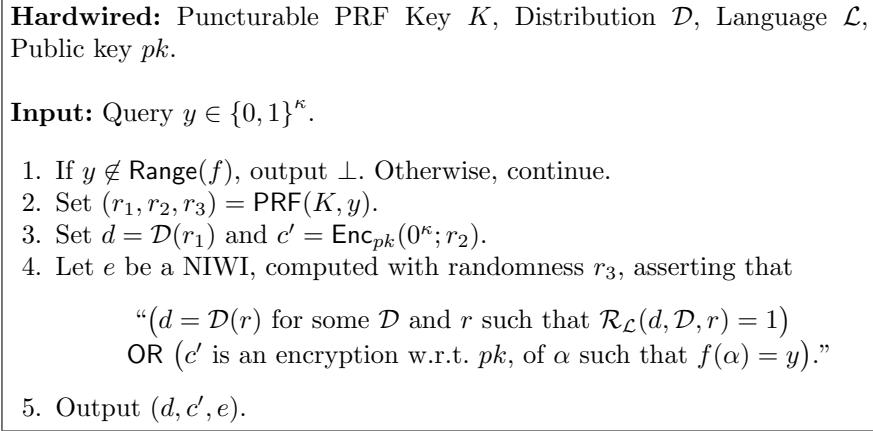 Hardwired: Puncturable PRF Key K, Distribution 𝒟, Language ℒ,
Public key pk.
Input: Query y ∈ {0, 1}^κ.
1. If y ∉ Range(f), output ⊥. Otherwise, continue.
2. Set (r₁, r₂, r₃) = PRF(K, y).
3. Set d = 𝒟(r₁) and c′ = Enc_pk(0^κ; r₂).
4. Let e be a NIWI, computed with randomness r₃, asserting that
“(d = 𝒟(r) for some 𝒟 and r such that ℛ_ℒ(d, 𝒟, r) = 1)
OR (c′ is an encryption w.r.t. pk, of α such that f(α) = y).”
5. Output (d, c′, e).